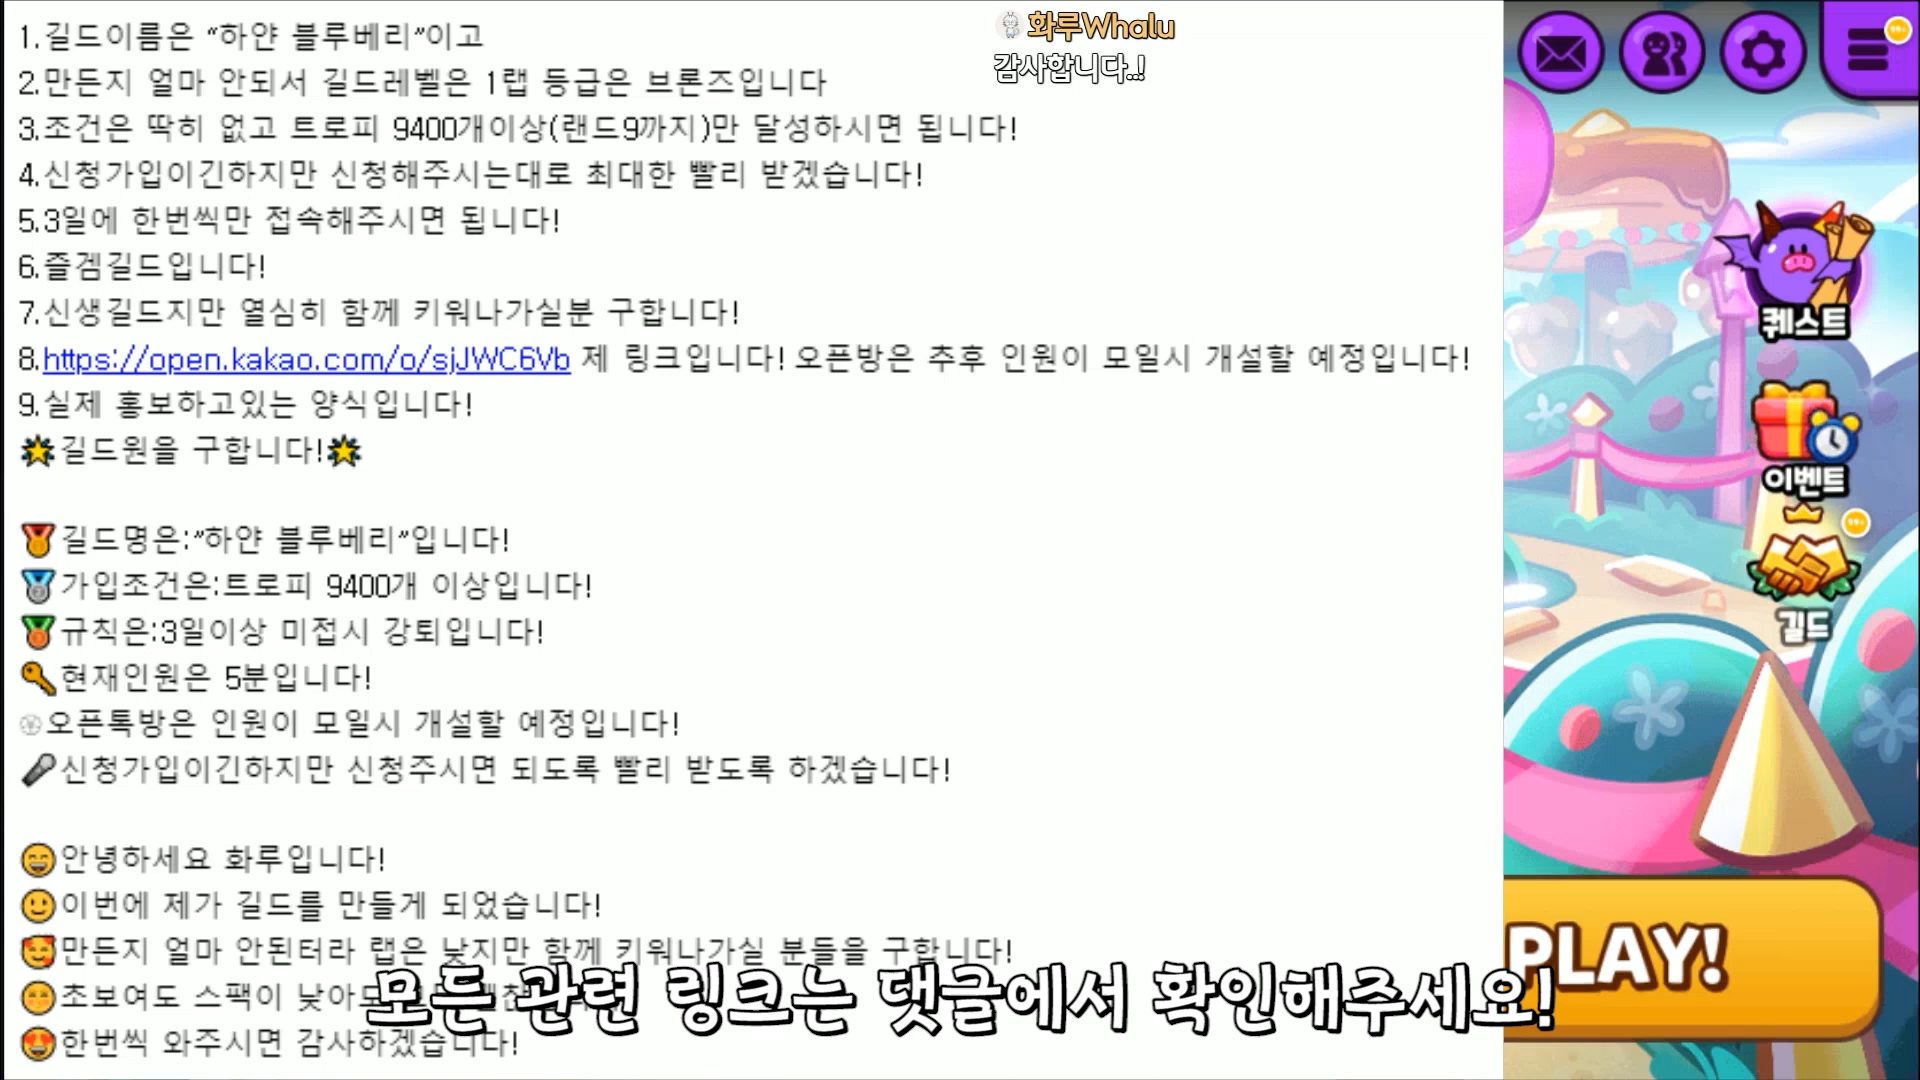 1.길드이름은 "하얀 블루베리"이고
2.만든지 얼마 안되서 길드레벨은 1랩 등급은 브론즈입니다
3.조건은 딱히 없고 트로피 9400개이상(랜드9까지)만 달성하시면 됩니다!
4.신청가입이긴하지만 신청해주시는대로 최대한 빨리 받겠습니다!
5.3일에 한번씩만 접속해주시면 됩니다!
6.즐겜길드입니다!
7.신생길드지만 열심히 함께 키워나가실분 구합니다!
8.https://open.kakao.com/o/sjJWC6Vb 제 링크입니다! 오픈방은 추후 인원이 모일시 개설할 예정입니다!
9.실제 홍보하고있는 양식입니다!
🌟길드원을 구합니다!🌟
🥇길드명은:"하얀 블루베리"입니다!
🥈가입조건은:트로피 9400개 이상입니다!
🥉규칙은:3일이상 미접시 강퇴입니다!
🔑현재인원은 5분입니다!
오픈톡방은 인원이 모일시 개설할 예정입니다!
🎤신청가입이긴하지만 신청주시면 되도록 빨리 받도록 하겠습니다!
😄안녕하세요 화루입니다!
🙂이번에 제가 길드를 만들게 되었습니다!
🥰만든지 얼마 안된터라 랩은 낮지만 함께 키워나가실 분들을 구합니다!
😁초보여도 스팩이 낮아도
😍한번씩 와주시면 감사하겠습니다!
화루Whalu
감사합니다..!
퀘스트
이벤트
길드
PLAY!
모든 관련 링크는 댓글에서 확인해주세요!